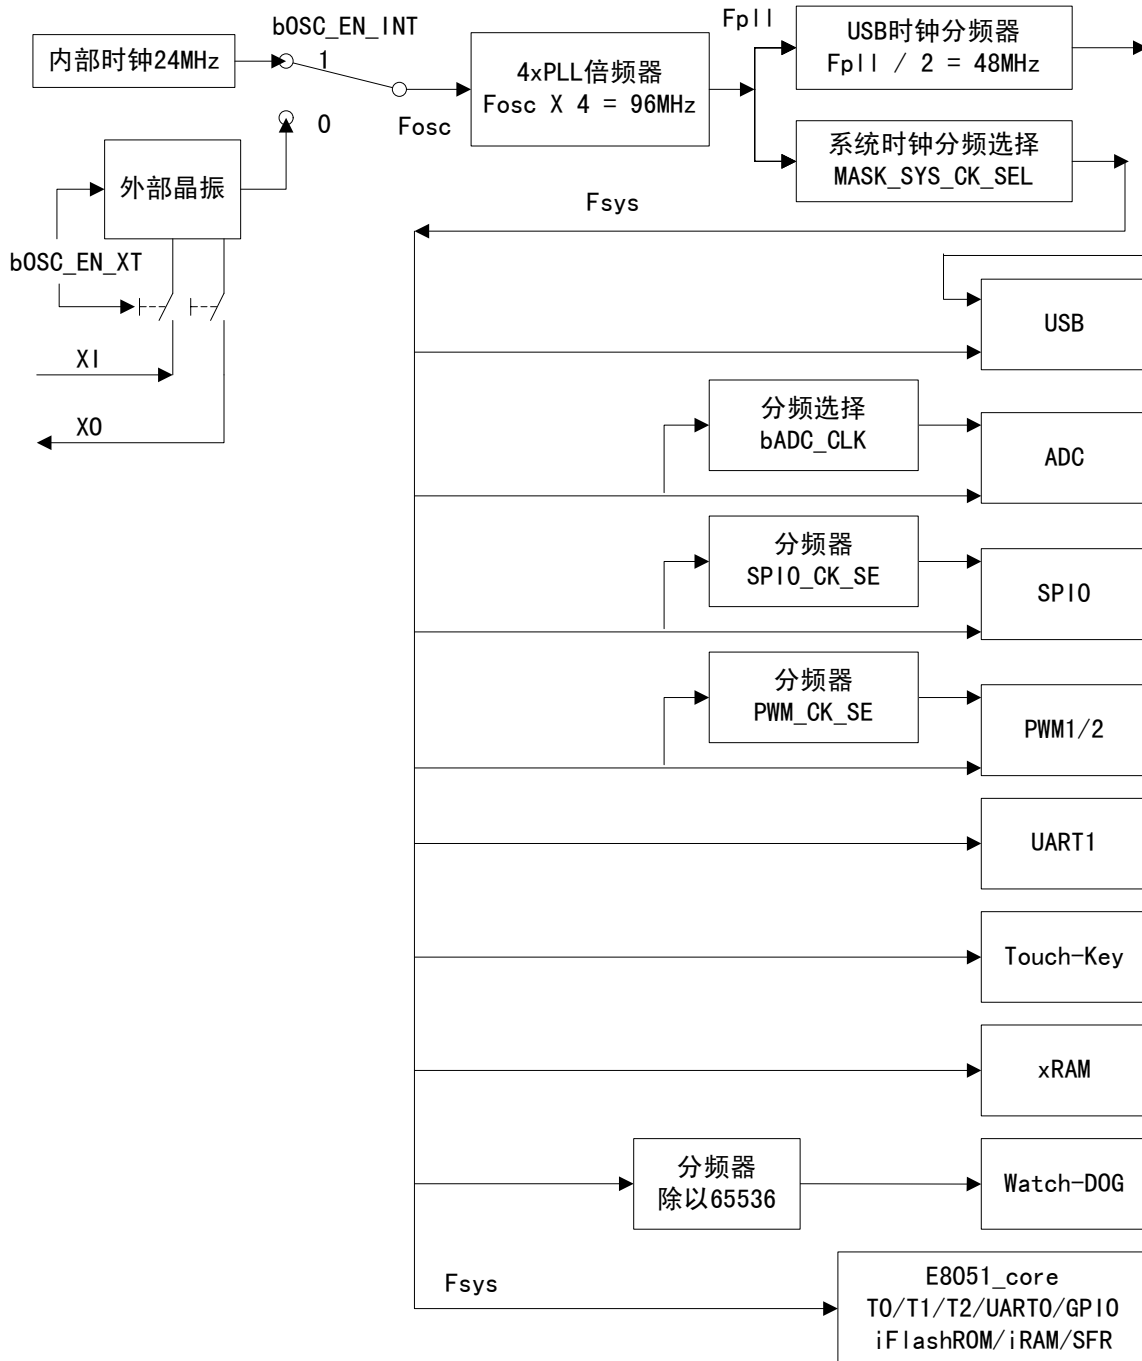 bOSC_EN_INT
内部时钟24MHz
1
0
Fosc
4xPLL倍频器
Fosc X 4 = 96MHz
Fpll
USB时钟分频器
Fpll / 2 = 48MHz
系统时钟分频选择
MASK_SYS_CK_SEL
外部晶振
bOSC_EN_XT
XI
XO
Fsys
USB
分频选择
bADC_CLK
ADC
分频器
SPI0_CK_SE
SPI0
分频器
PWM_CK_SE
PWM1/2
UART1
Touch-Key
xRAM
分频器
除以65536
Watch-DOG
Fsys
E8051_core
T0/T1/T2/UART0/GPIO
iFlashROM/iRAM/SFR